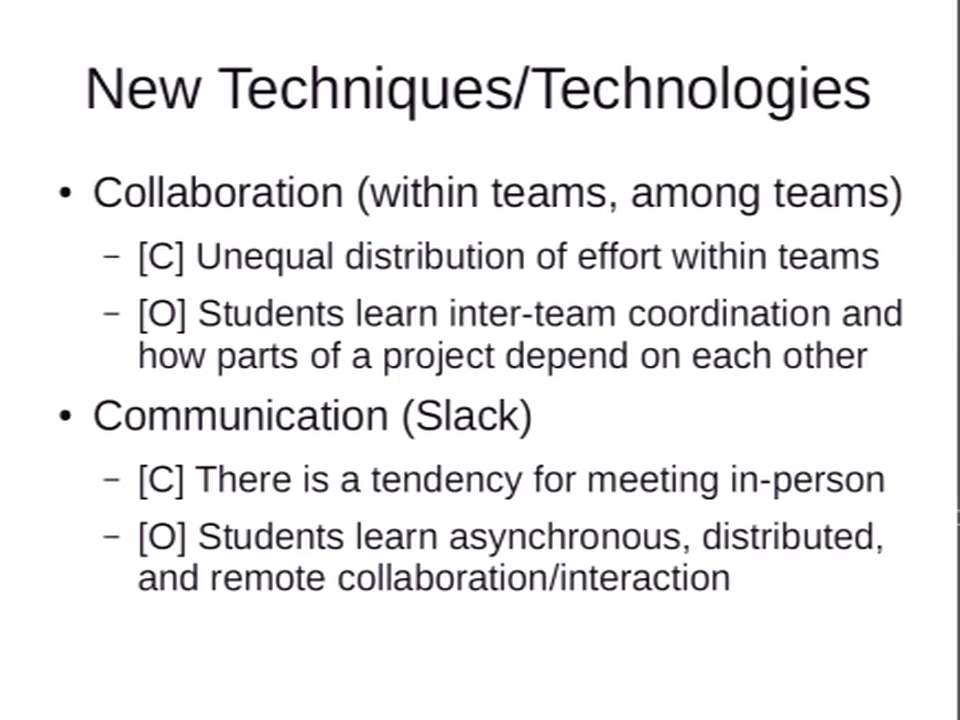 New Techniques/Technologies
• Collaboration (within teams, among teams)
– [C] Unequal distribution of effort within teams
– [O] Students learn inter-team coordination and
how parts of a project depend on each other
• Communication (Slack)
– [C] There is a tendency for meeting in-person
– [O] Students learn asynchronous, distributed,
and remote collaboration/interaction